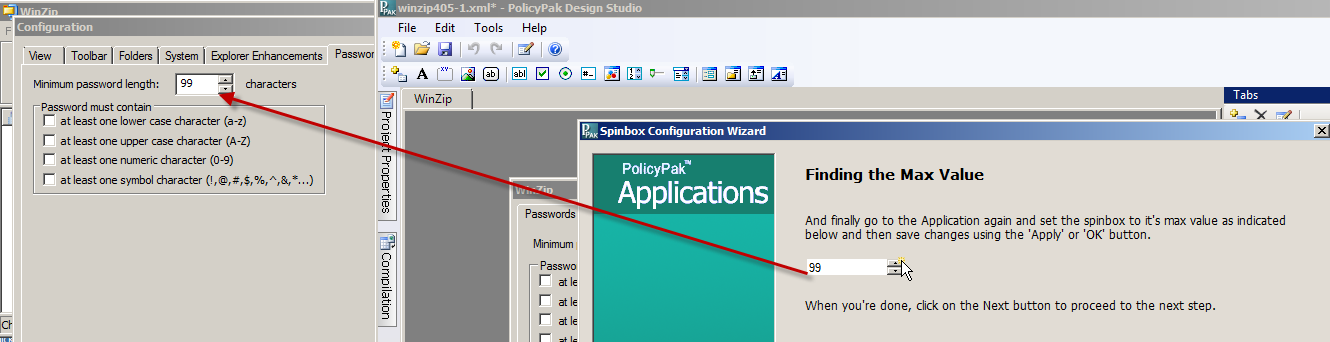 WinZip
Configuration
View
Toolbar
Folders
System
Explorer Enhancements
Passwor
Minimum password length:
99
characters
Password must contain
at least one lower case character (a-z)
at least one upper case character (A-Z)
at least one numeric character (0-9)
at least one symbol character (!,@,#,$,%,^,&,*...)
F
Ch
winzip405-1.xml* - PolicyPak Design Studio
File
Edit
Tools
Help
WinZip
Project Properties
Compilation
Tabs
WinZip
Passwords
Minimum
Passwo
at le
at le
at le
at le
Spinbox Configuration Wizard
PolicyPak™
Applications
Finding the Max Value
And finally go to the Application again and set the spinbox to it's max value as indicated
below and then save changes using the 'Apply' or 'OK' button.
99
When you're done, click on the Next button to proceed to the next step.